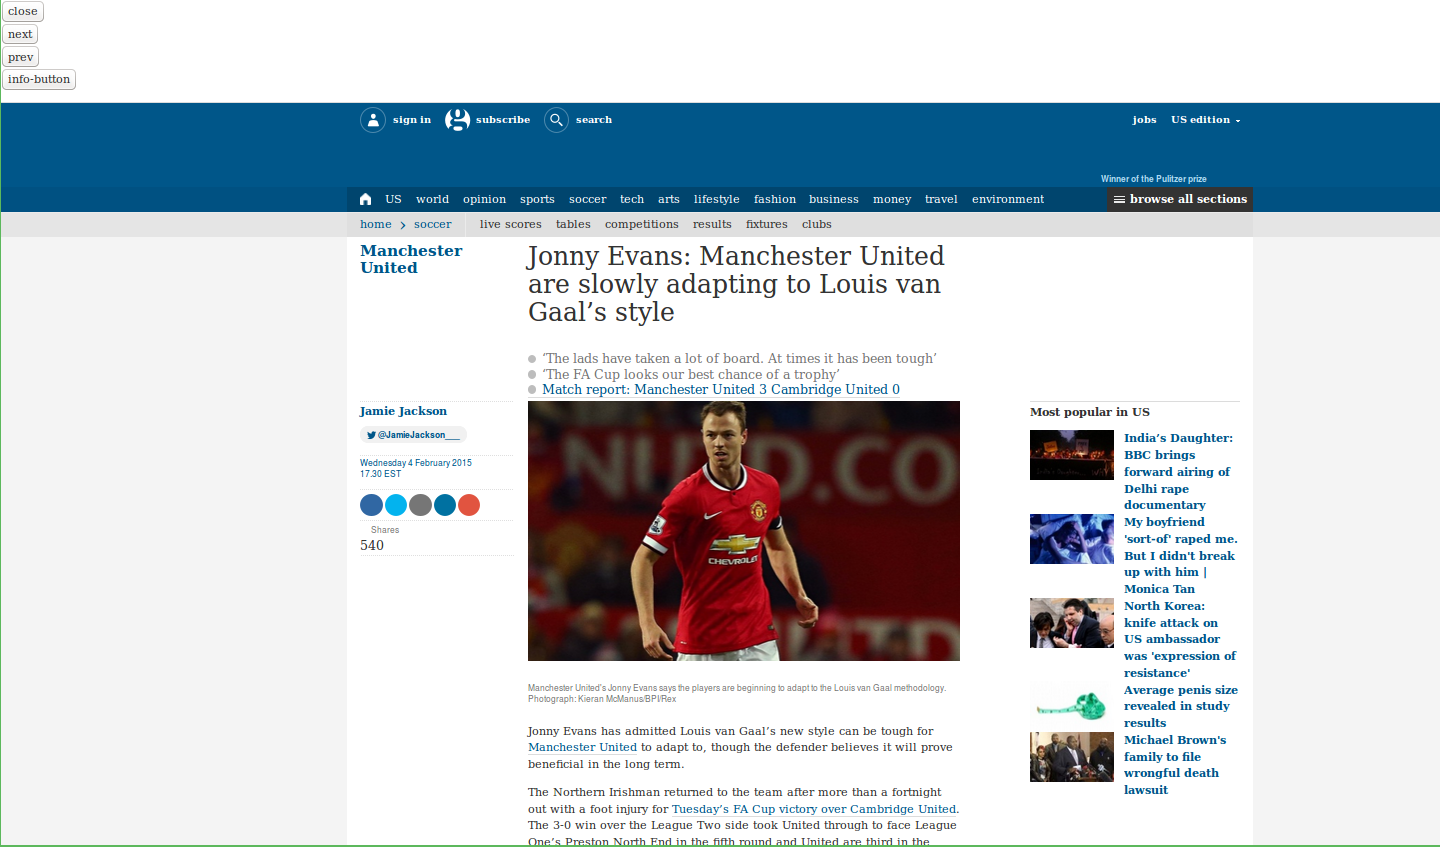 close
next
prev
info-button
sign in
subscribe
search
jobs
US edition
Winner of the Pulitzer prize
US world opinion sports soccer tech arts lifestyle fashion business money travel environment
browse all sections
home soccer live scores tables competitions results fixtures clubs
Manchester
United
Jonny Evans: Manchester United
are slowly adapting to Louis van
Gaal’s style
‘The lads have taken a lot of board. At times it has been tough’
‘The FA Cup looks our best chance of a trophy’
Match report: Manchester United 3 Cambridge United 0
Jamie Jackson
@JamieJackson___
Wednesday 4 February 2015
17.30 EST
Shares
540
CHEVROLET
Manchester United's Jonny Evans says the players are beginning to adapt to the Louis van Gaal methodology.
Photograph: Kieran McManus/BPI/Rex
Jonny Evans has admitted Louis van Gaal’s new style can be tough for
Manchester United to adapt to, though the defender believes it will prove
beneficial in the long term.
The Northern Irishman returned to the team after more than a fortnight
out with a foot injury for Tuesday’s FA Cup victory over Cambridge United.
The 3-0 win over the League Two side took United through to face League
One’s Preston North End in the fifth round and United are third in the
Most popular in US
India’s Daughter:
BBC brings
forward airing of
Delhi rape
documentary
My boyfriend
'sort-of' raped me.
But I didn't break
up with him |
Monica Tan
North Korea:
knife attack on
US ambassador
was 'expression of
resistance'
Average penis size
revealed in study
results
Michael Brown's
family to file
wrongful death
lawsuit